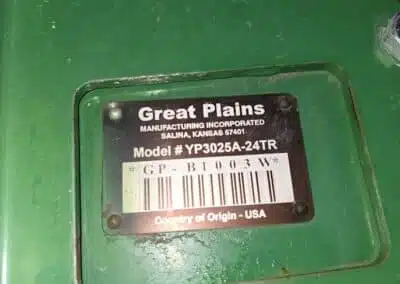 Great Plains
MANUFACTURING INCORPORATED
SALINA, KANSAS 67401
Model # YP3025A-24TR
*GP-B1003W*
Country of Origin - USA